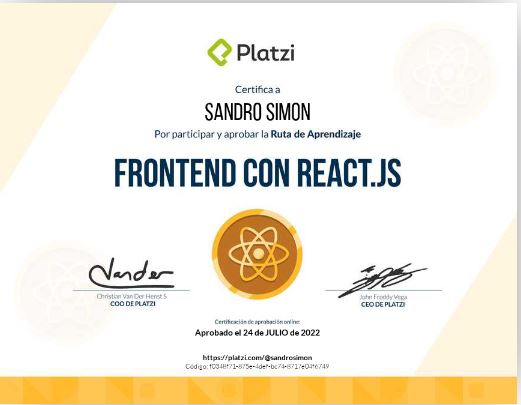 Platzi
Certifica a
SANDRO SIMON
Por participar y aprobar la Ruta de Aprendizaje
FRONTEND CON REACT.JS
Christian Van Der Henst S
COO DE PLATZI
John Freddy Vega
CEO DE PLATZI
Certificación de aprobación online:
Aprobado el 24 de JULIO de 2022
https://platzi.com/@sandrosimon
Código: